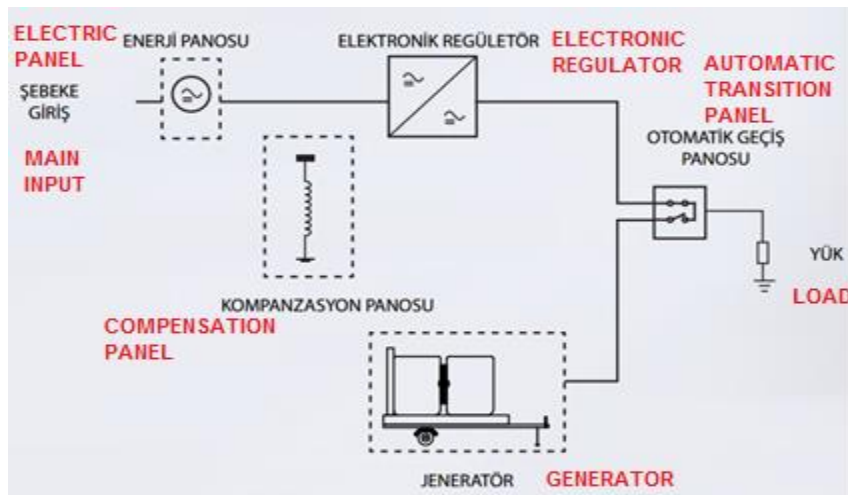 ELECTRIC
PANEL
ENERJİ PANOSU
ŞEBEKE
GİRİŞ
MAIN
INPUT
ELEKTRONİK REGÜLETÖR
ELECTRONIC
REGULATOR
AUTOMATIC
TRANSITION
PANEL
OTOMATİK GEÇİŞ
PANOSU
YÜK
LOAD
KOMPANZASYON PANOSU
COMPENSATION
PANEL
JENERATÖR
GENERATOR